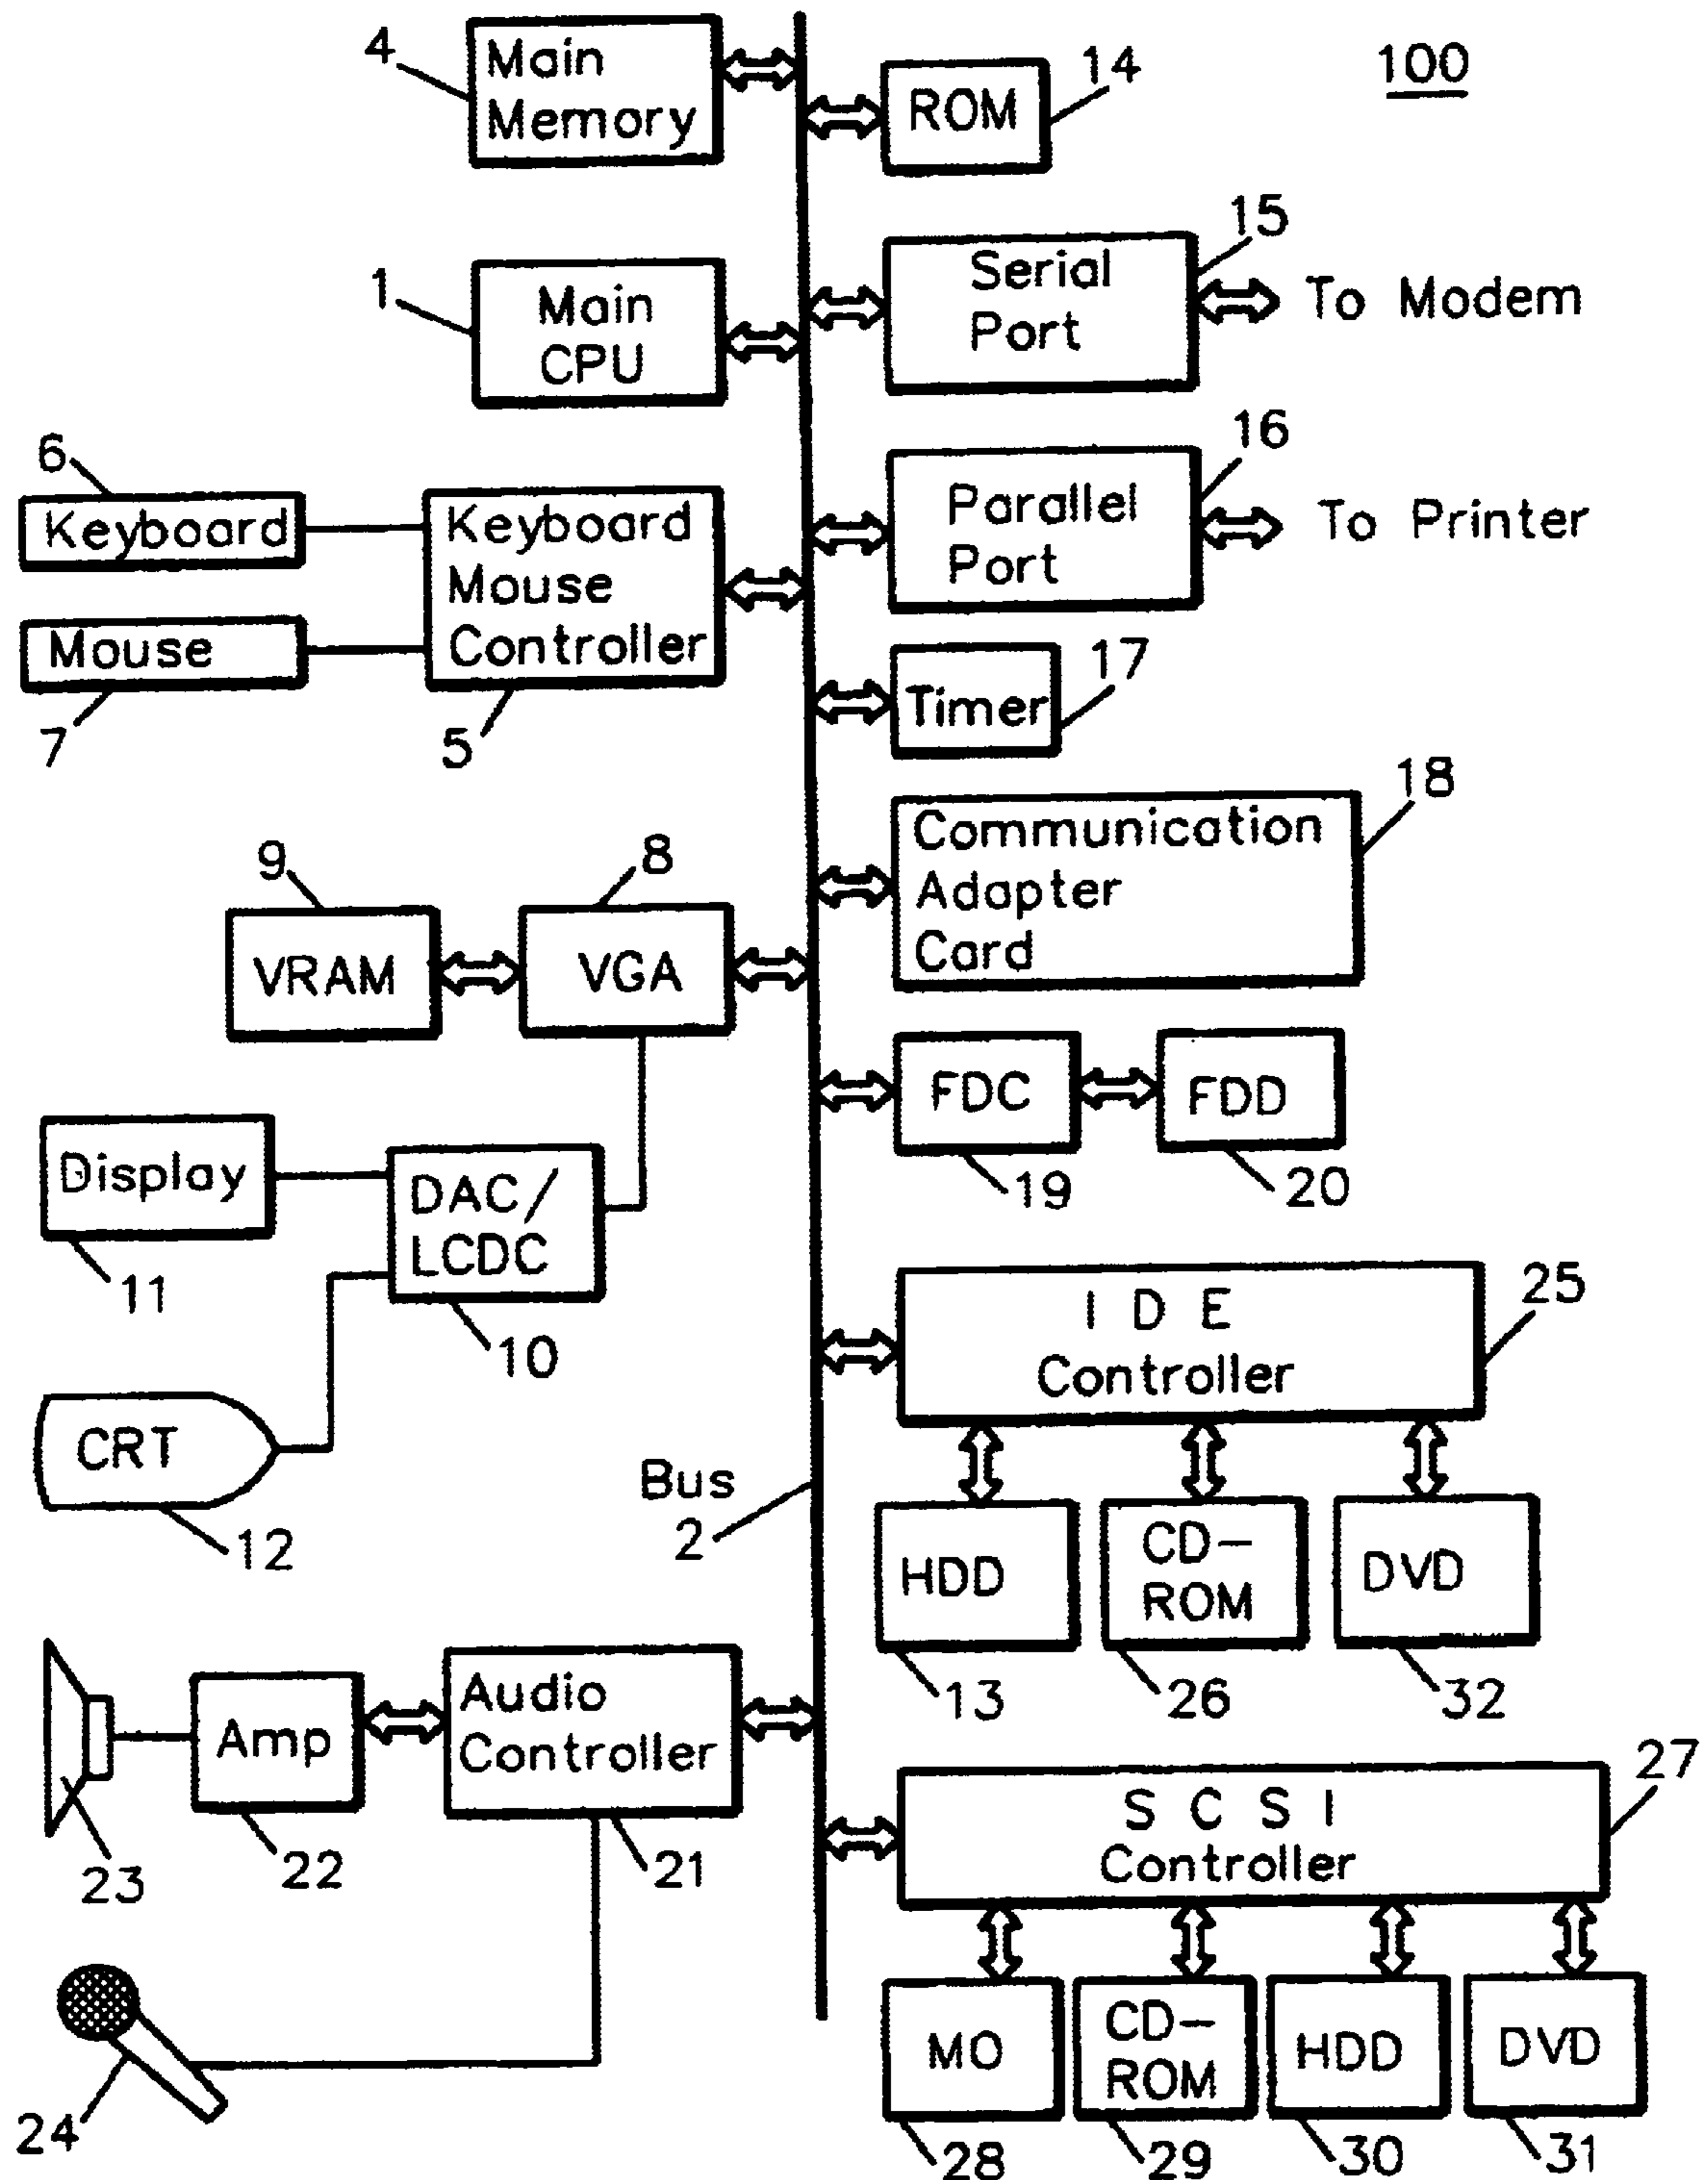 4
Main
Memory
14
ROM
100
15
1
Main
CPU
Serial
Port
To Modem
6
Keyboard
Keyboard
Mouse
Controller
Mouse
7
5
16
Parallel
Port
To Printer
17
Timer
18
Communication
Adapter
Card
9
8
VRAM
VGA
FDC
FDD
19
20
Display
DAC/
LCDC
11
10
I D E
Controller
25
CRT
12
Bus
2
HDD
CD-
ROM
DVD
13
26
32
Amp
Audio
Controller
23
22
21
S C S I
Controller
27
24
MO
CD-
ROM
HDD
DVD
28
29
30
31